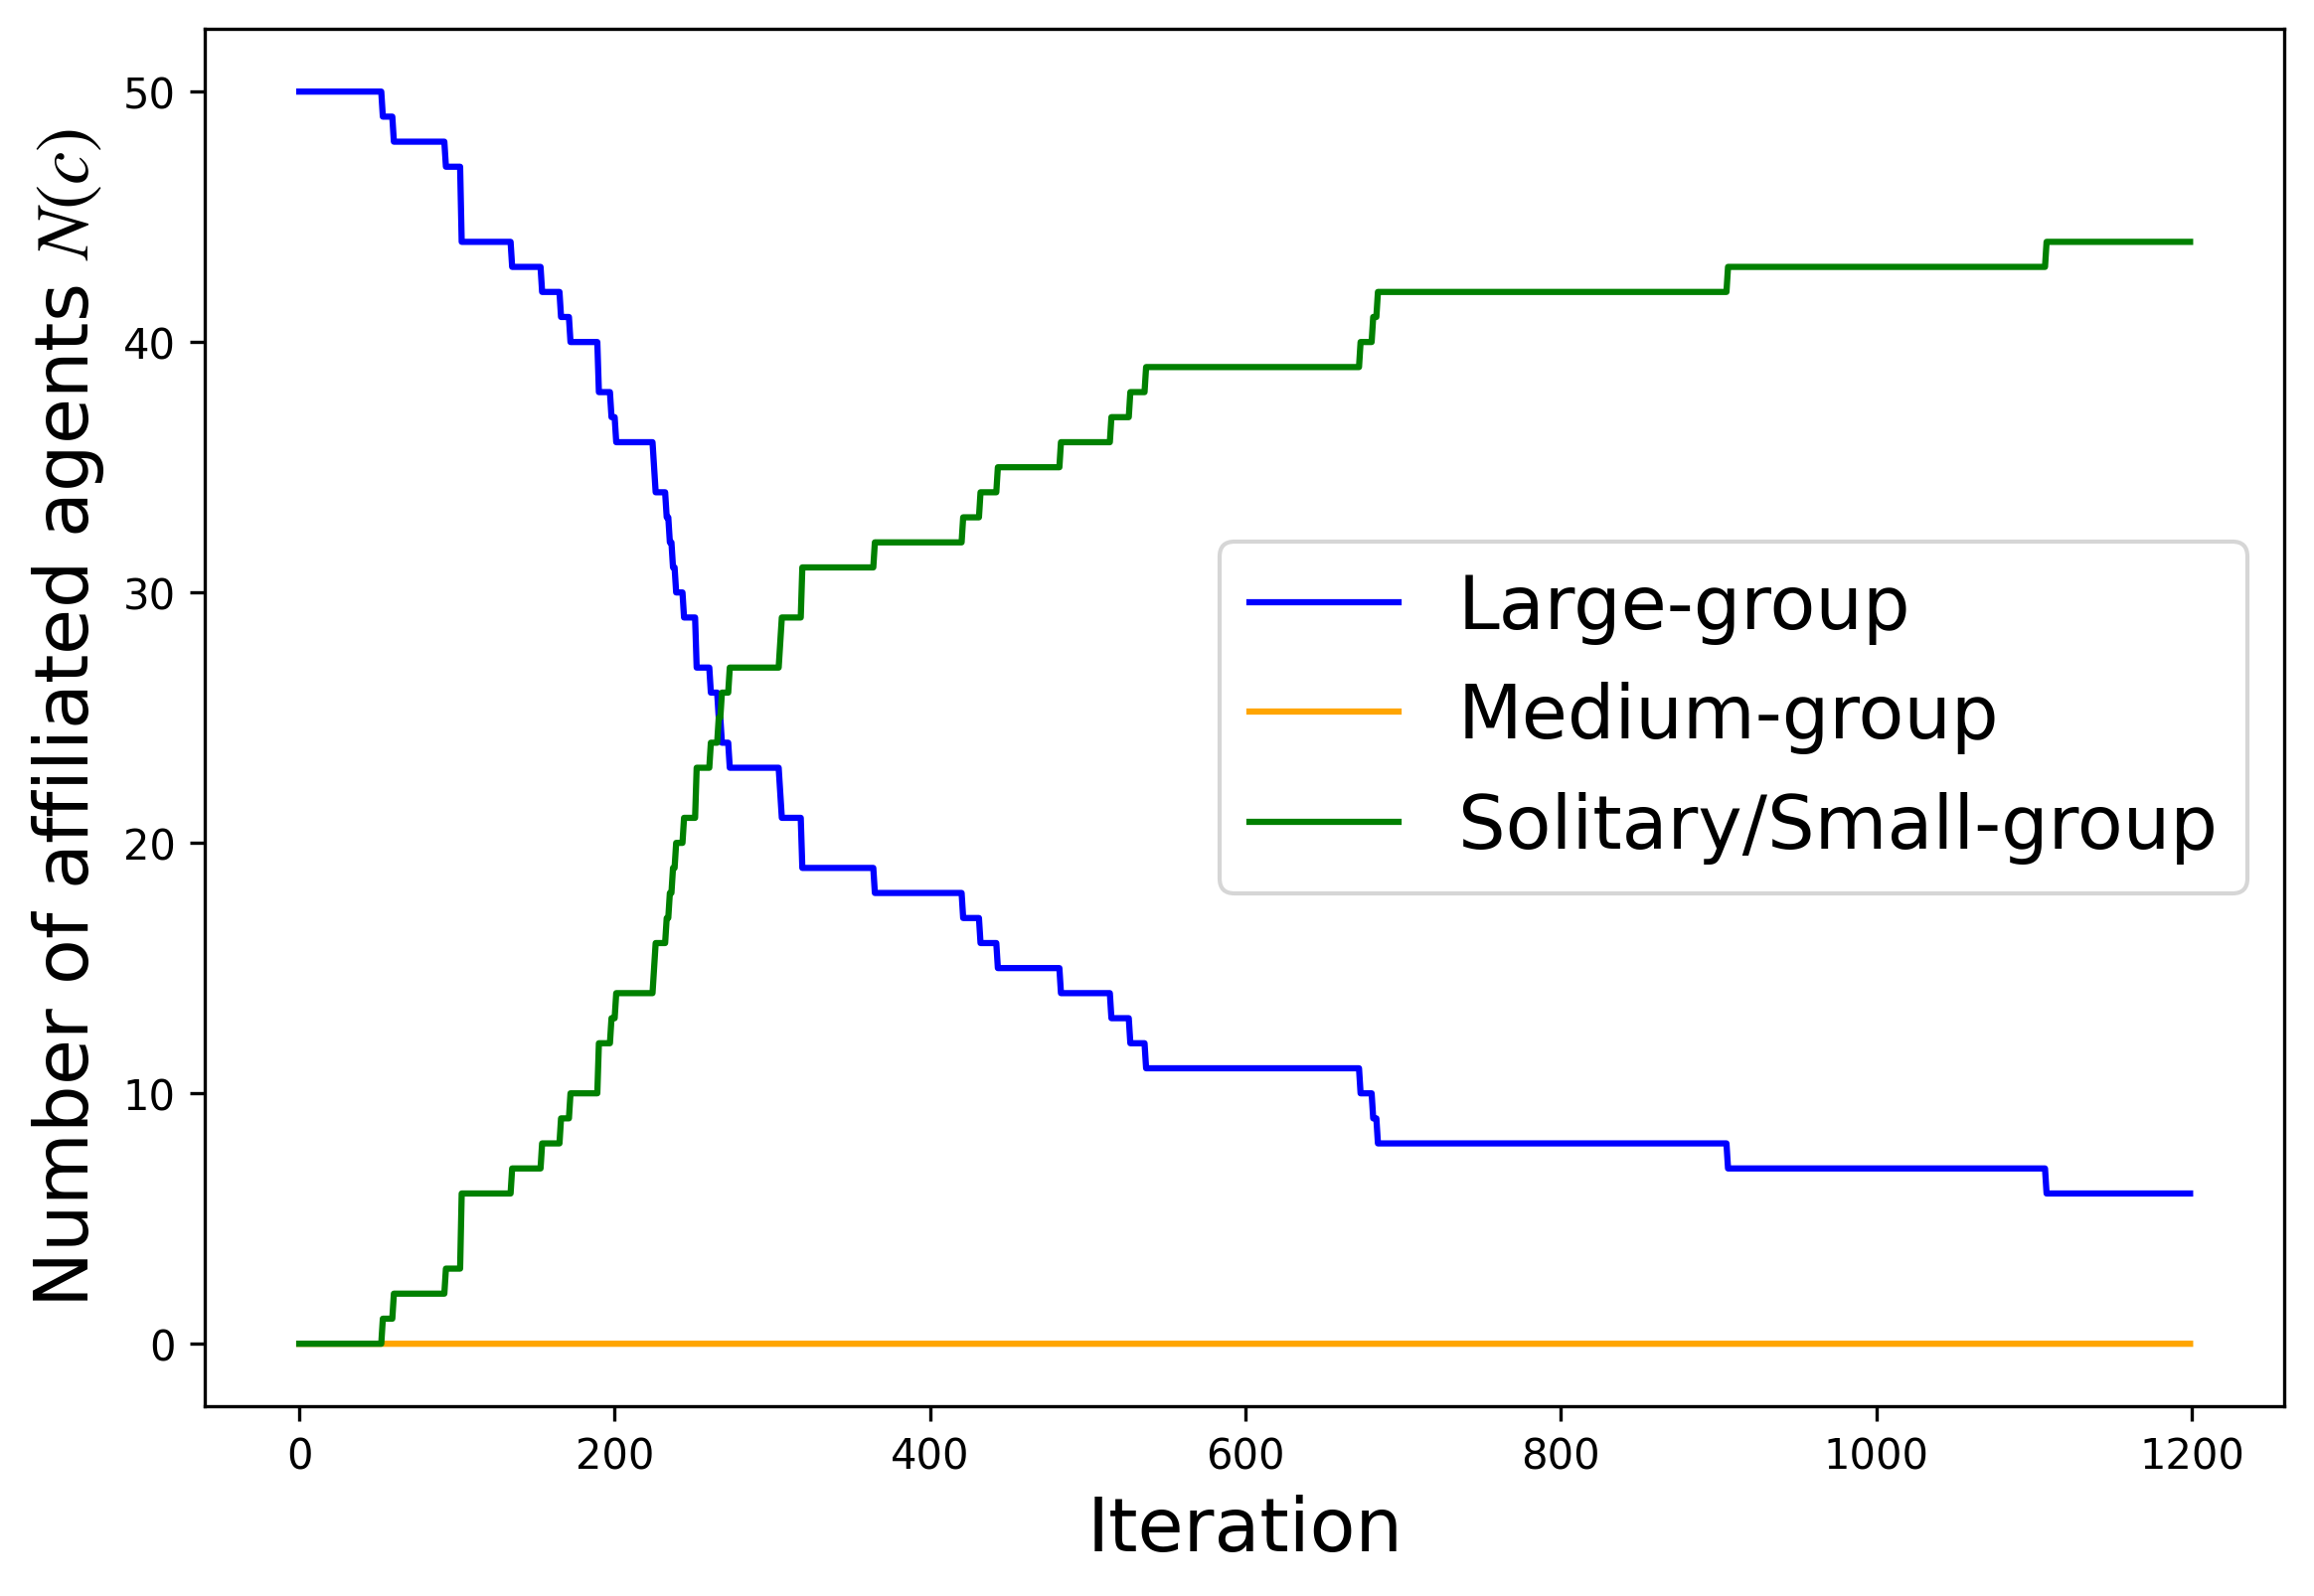 Number of affiliated agents N(c)
50
40
30
20
10
0
Large-group
Medium-group
Solitary/Small-group
0 200 400 600 800 1000 1200
Iteration